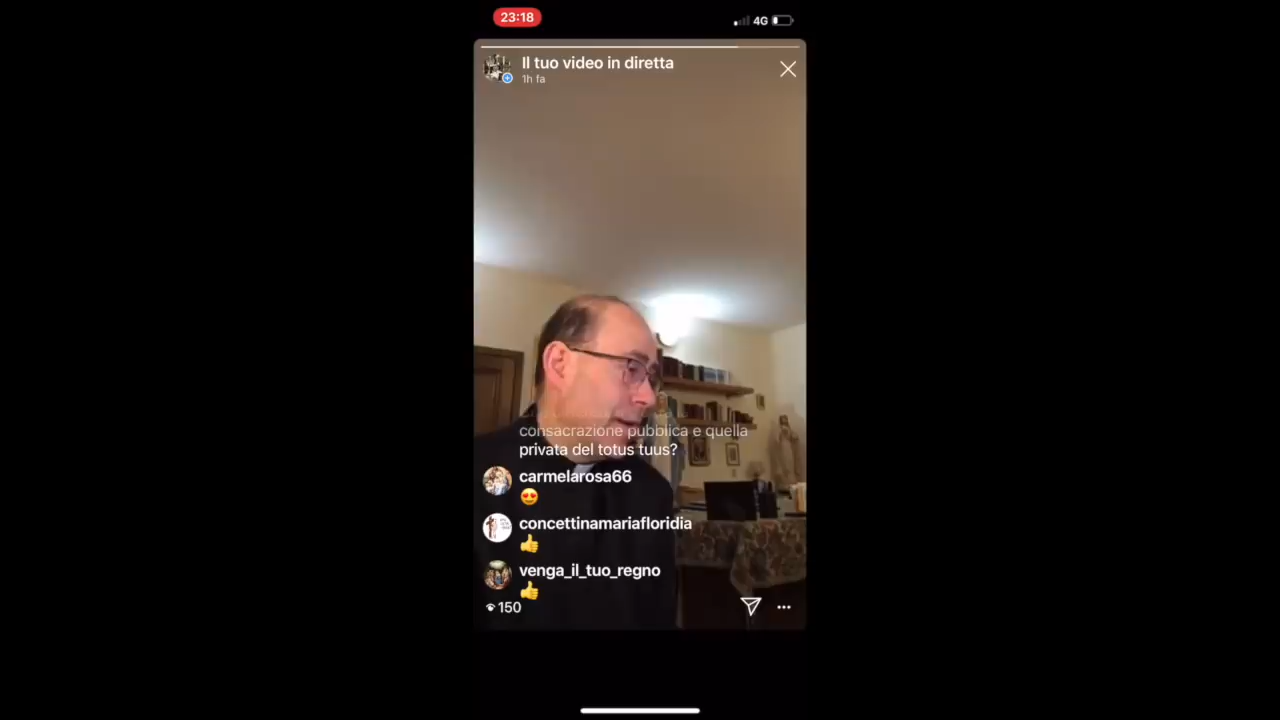 23:18
4G
Il tuo video in diretta
1h fa
consacrazione pubblica e quella
privata del totus tuus?
carmelarosa66
😍
concettinamariafloridia
👍
venga_il_tuo_regno
👍
150